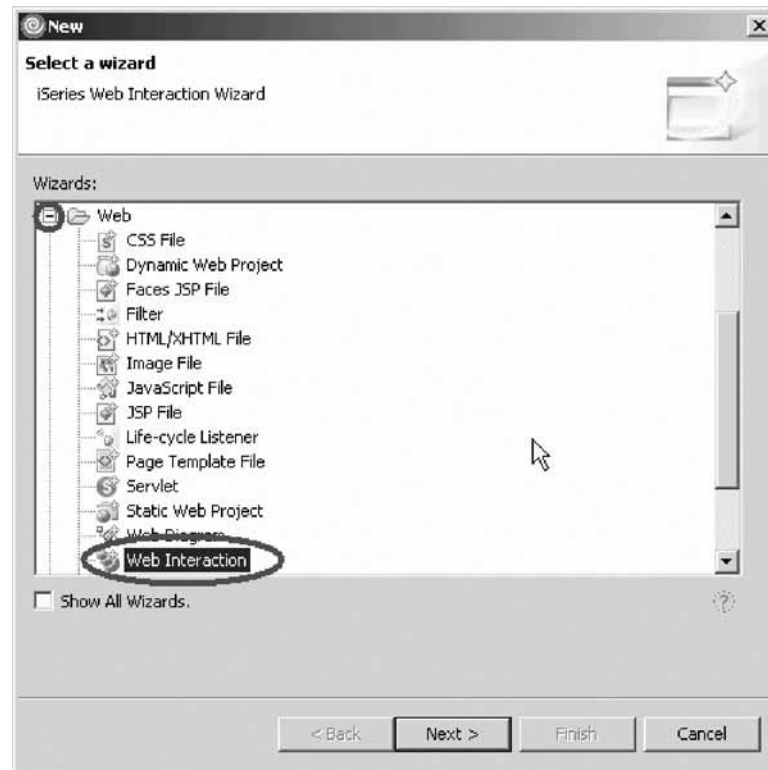 New
Select a wizard
iSeries Web Interaction Wizard
Wizards:
Web
CSS File
Dynamic Web Project
Faces JSP File
Filter
HTML/XHTML File
Image File
JavaScript File
JSP File
Life-cycle Listener
Page Template File
Servlet
Static Web Project
Web Diagram
Web Interaction
Show All Wizards.
< Back Next > Finish Cancel